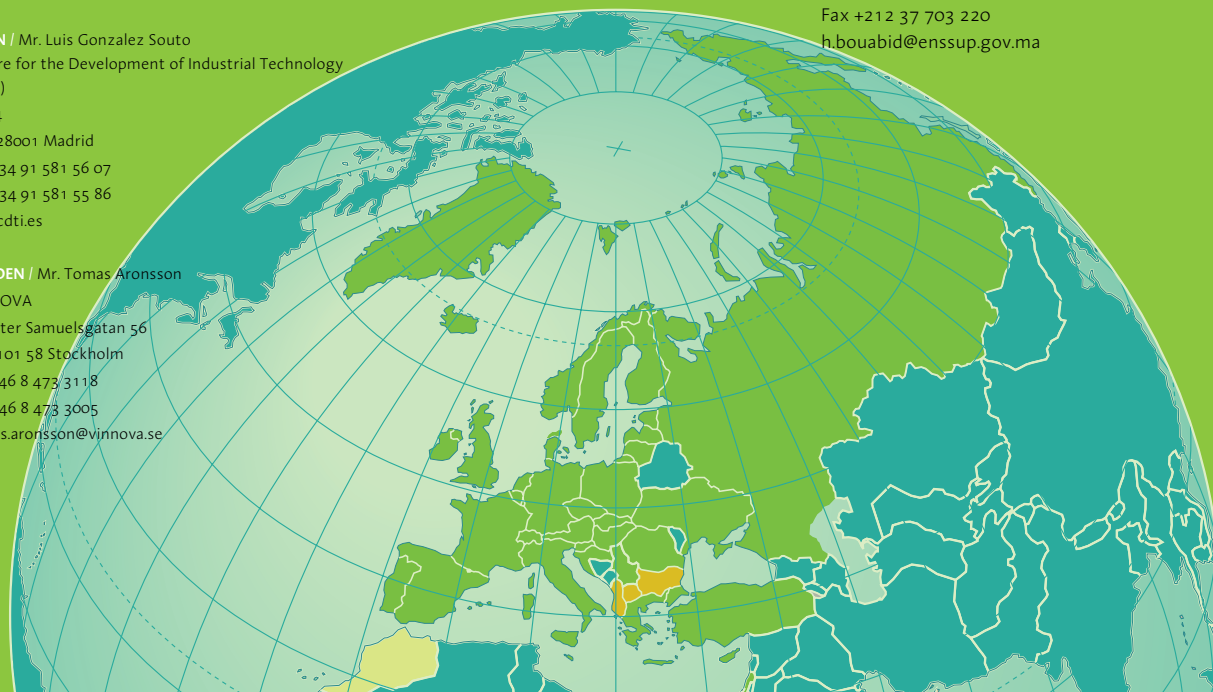 N / Mr. Luis Gonzalez Souto
re for the Development of Industrial Technology
)
28001 Madrid
34 91 581 56 07
34 91 581 55 86
cdti.es
DEN / Mr. Tomas Aronsson
OVA
ter Samuelsgatan 56
101 58 Stockholm
46 8 473 3118
46 8 473 3005
s.aronsson@vinnova.se
Fax +212 37 703 220
h.bouabid@enssup.gov.ma